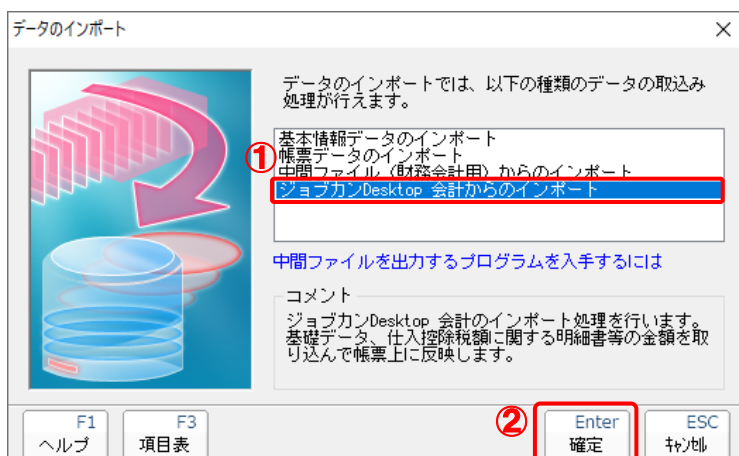 データのインポート
データのインポートでは、以下の種類のデータの取込み
処理が行えます。
基本情報データのインポート
①
帳票データのインポート
中間ファイル（財務会計用）からのインポート
ジョブカンDesktop 会計からのインポート
中間ファイルを出力するプログラムを入手するには
コメント
ジョブカンDesktop 会計のインポート処理を行います。
基礎データ、仕入控除税額に関する明細書等の金額を取
り込んで帳票上に反映します。
F1
ヘルプ
F3
項目表
②
Enter
確定
ESC
ｷｬﾝｾﾙ